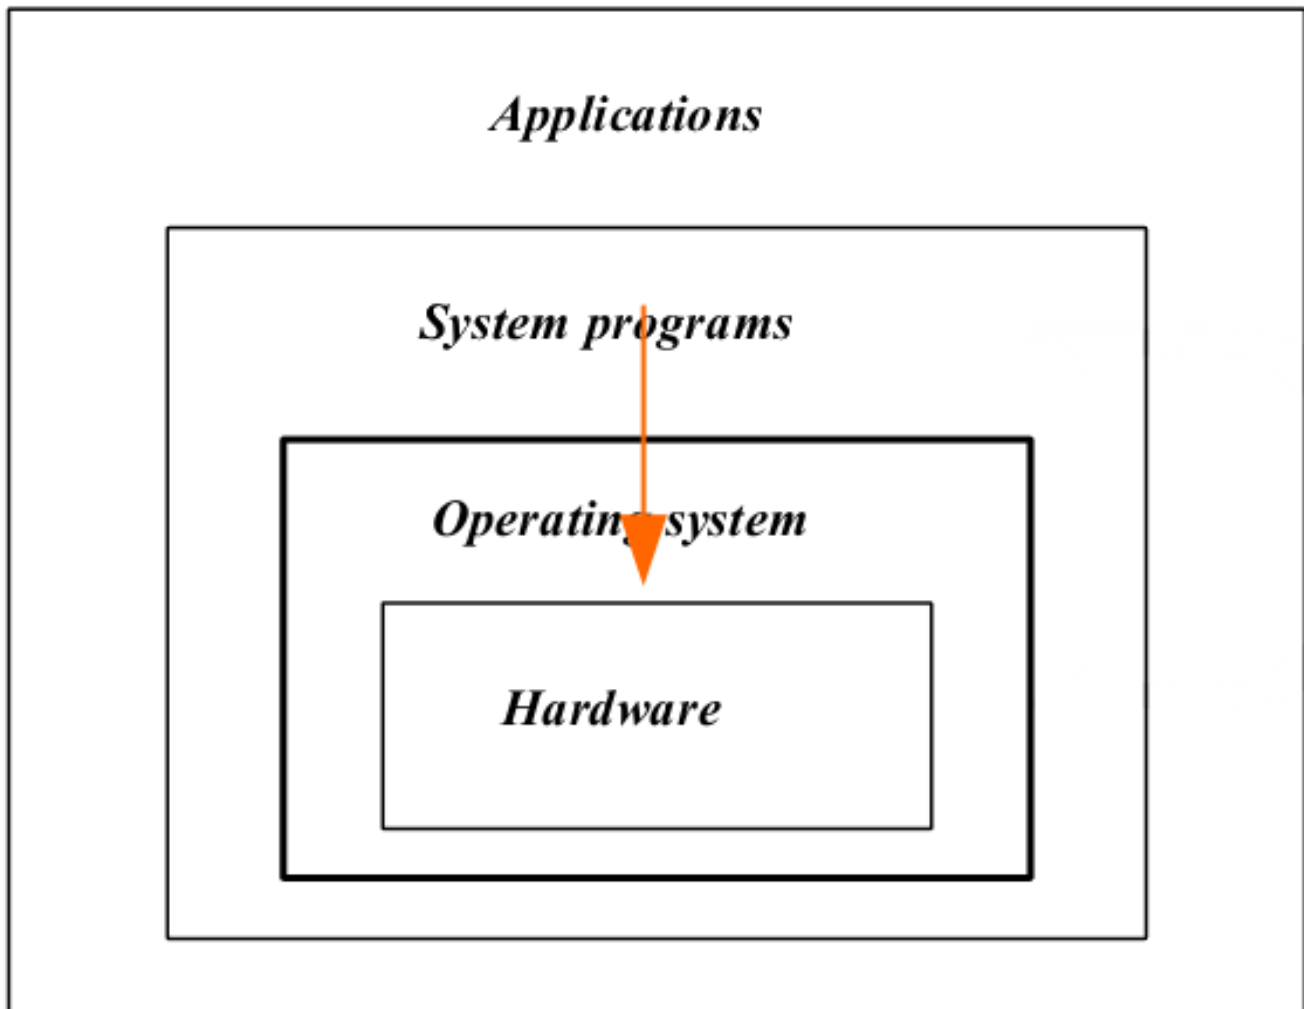 Applications
System programs
Operating system
Hardware